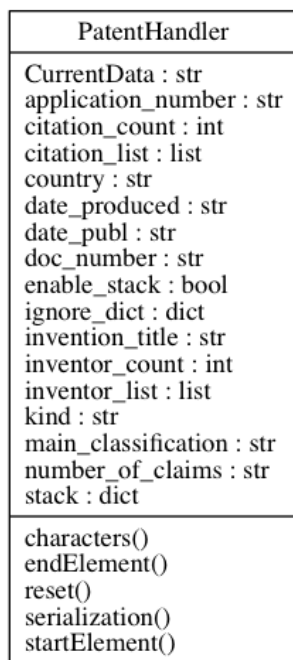 PatentHandler
CurrentData : str
application_number : str
citation_count : int
citation_list : list
country : str
date_produced : str
date_publ : str
doc_number : str
enable_stack : bool
ignore_dict : dict
invention_title : str
inventor_count : int
inventor_list : list
kind : str
main_classification : str
number_of_claims : str
stack : dict
characters()
endElement()
reset()
serialization()
startElement()